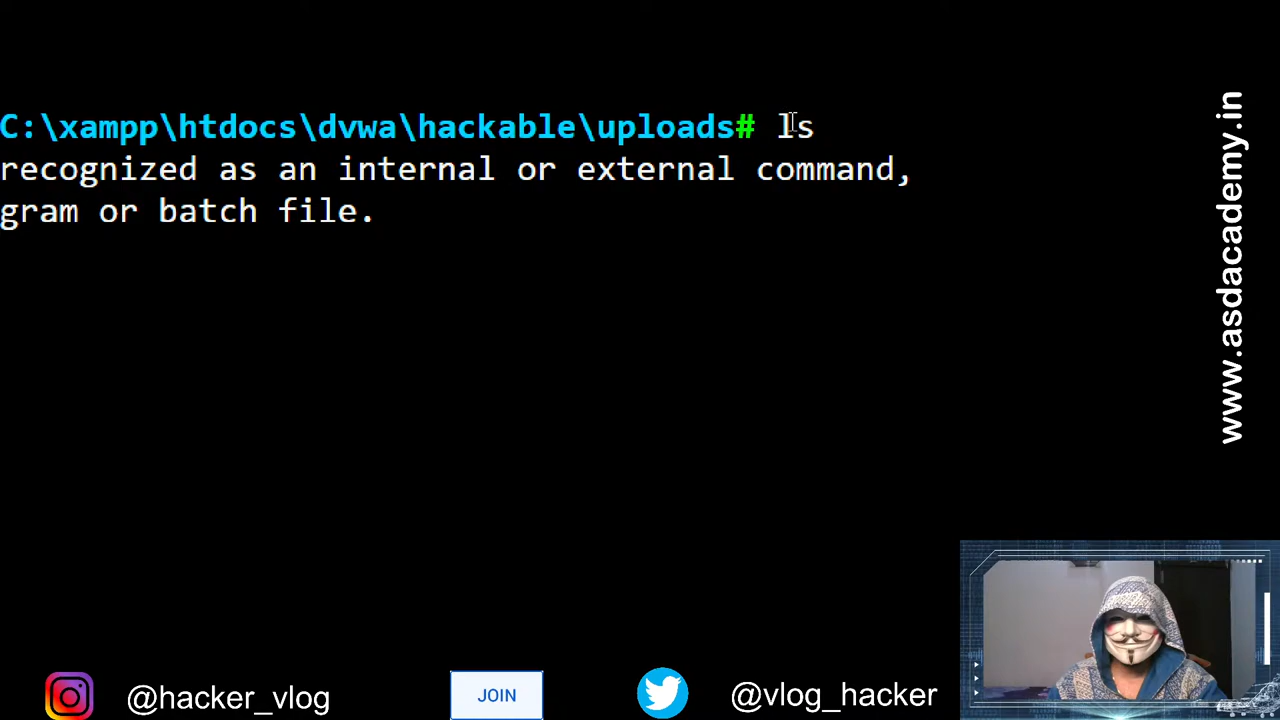 C:\xampp\htdocs\dvwa\hackable\uploads# ls
recognized as an internal or external command,
gram or batch file.
www.asdacademy.in
@hacker_vlog
JOIN
@vlog_hacker